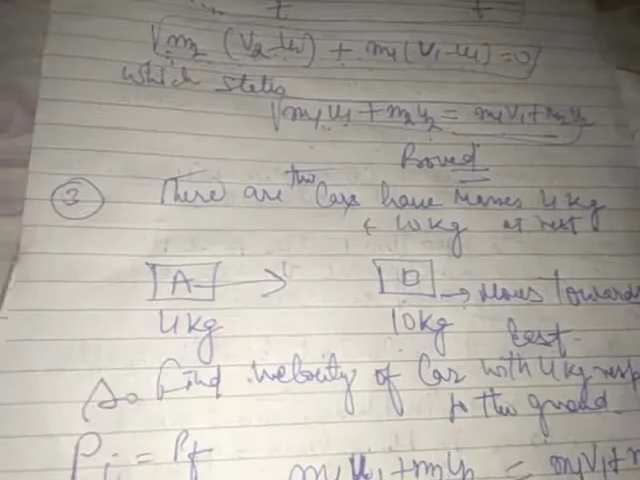 t t
m2 (V2-u2) + m1(V1-u1)=0
which states
m1u1+m2u2 = m1V1+m2V2
Proved
③ There are two Cars have Masses 4kg
& 10kg at rest
A → B → Moves towards
4kg 10kg East.
So Find velocity of Car with 4kg resp
to the ground
Pi = Pf m1u1+m2u2 = m1V1+m